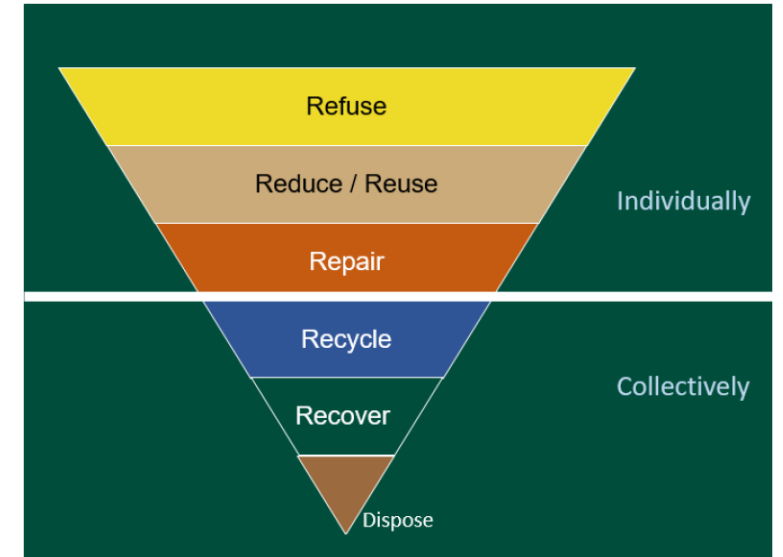 Refuse
Reduce / Reuse
Individually
Repair
Recycle
Collectively
Recover
Dispose